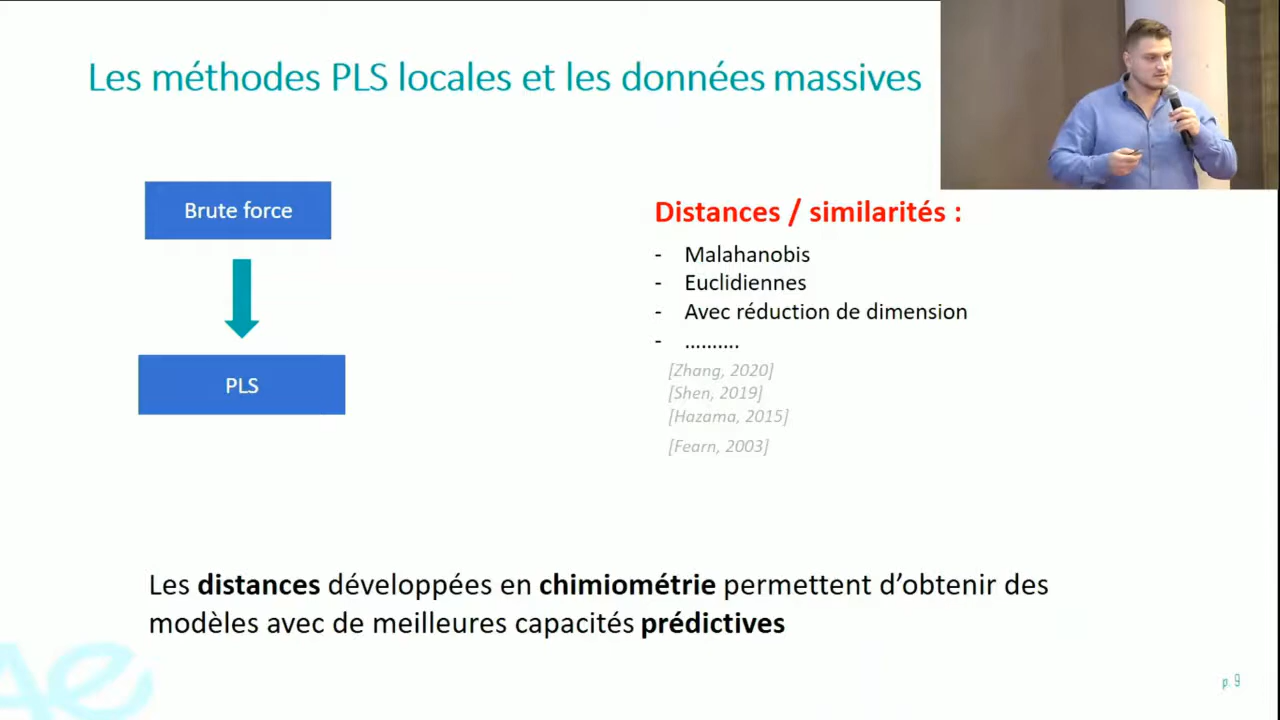 Les méthodes PLS locales et les données massives
Brute force
PLS
Distances / similarités :
- Malahanobis
- Euclidiennes
- Avec réduction de dimension
- ..........
[Zhang, 2020]
[Shen, 2019]
[Hazama, 2015]
[Fearn, 2003]
Les distances développées en chimiométrie permettent d’obtenir des
modèles avec de meilleures capacités prédictives
p. 9